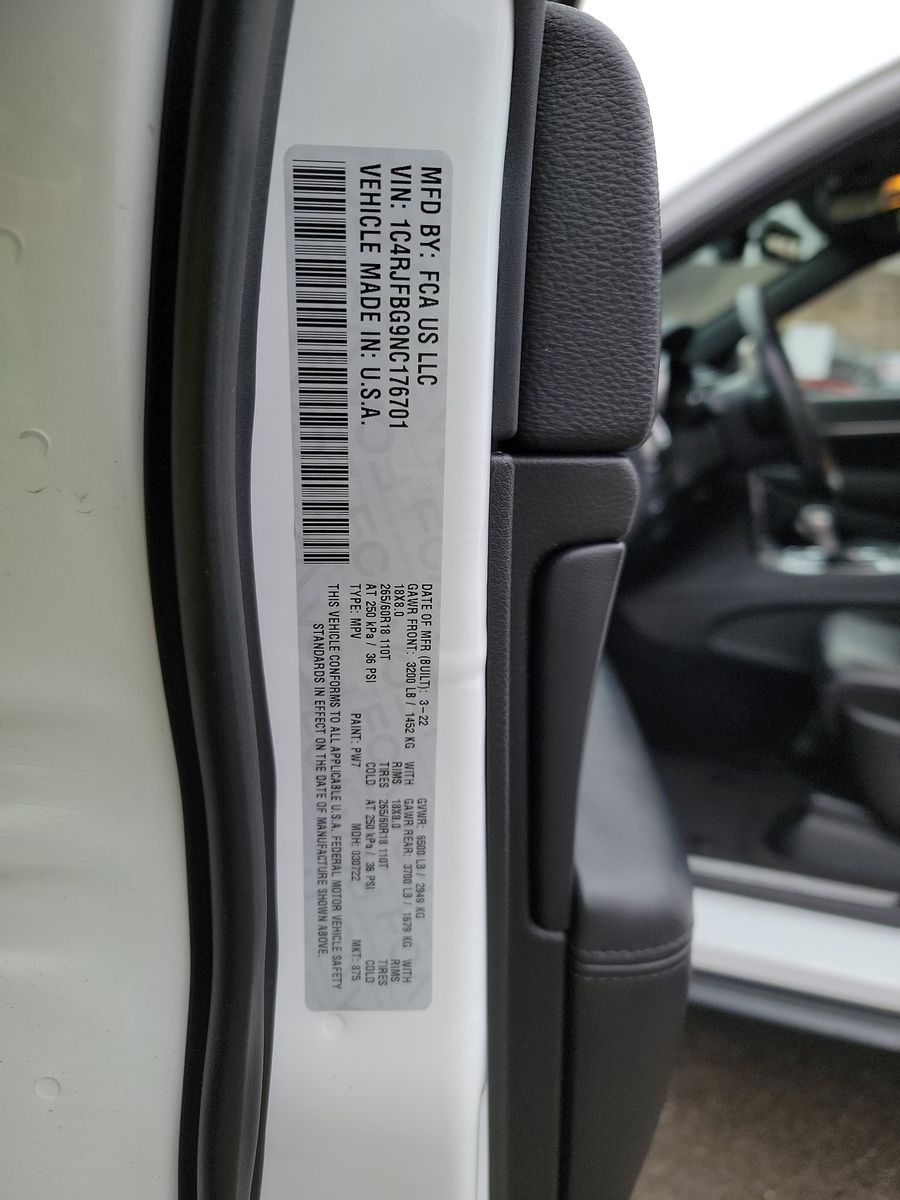 MFD BY: FCA US LLC
VIN: 1C4RJFBG9NC176701
VEHICLE MADE IN: U.S.A.
DATE OF MFR (BUILT): 3-22 GVWR: 6500 LB / 2949 KG
GAWR FRONT: 3200 LB / 1452 KG WITH GAWR REAR: 3700 LB / 1679 KG WITH
18X8.0 RIMS 18X8.0 RIMS
265/60R18 110T TIRES 265/60R18 110T TIRES
AT 250 kPa / 36 PSI COLD AT 250 kPa / 36 PSI COLD
TYPE: MPV PAINT: PW7 MDH: 030722 MKT: 875
THIS VEHICLE CONFORMS TO ALL APPLICABLE U.S.A. FEDERAL MOTOR VEHICLE SAFETY
STANDARDS IN EFFECT ON THE DATE OF MANUFACTURE SHOWN ABOVE.